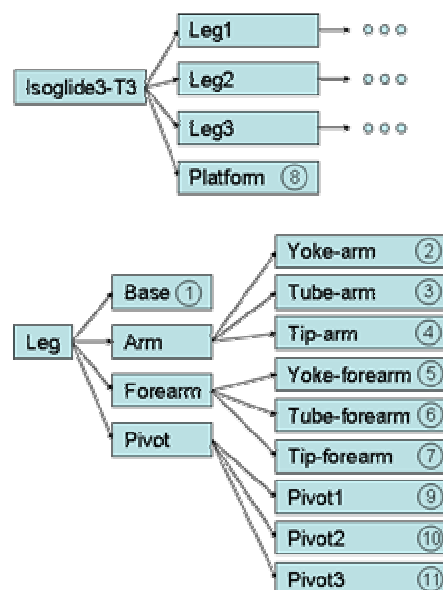 Isoglide3-T3
Leg1
Leg2
Leg3
Platform 8
Leg
Base 1
Arm
Forearm
Pivot
Yoke-arm 2
Tube-arm 3
Tip-arm 4
Yoke-forearm 5
Tube-forearm 6
Tip-forearm 7
Pivot1 9
Pivot2 10
Pivot3 11